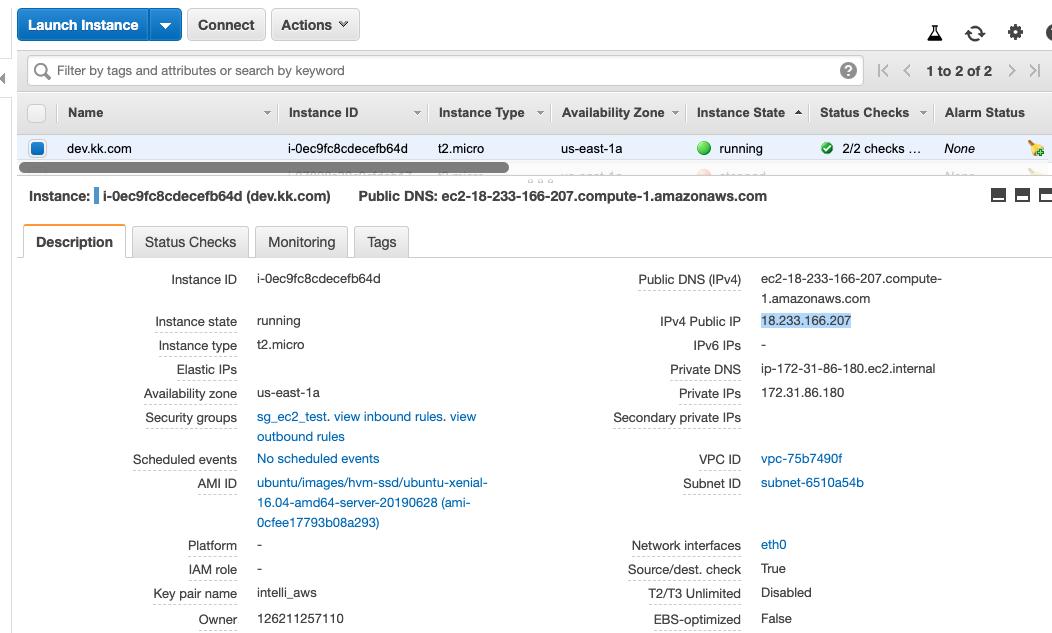 Launch Instance Connect Actions
Filter by tags and attributes or search by keyword ? 1 to 2 of 2
Name Instance ID Instance Type Availability Zone Instance State Status Checks Alarm Status
dev.kk.com i-0ec9fc8cdecefb64d t2.micro us-east-1a running 2/2 checks ... None
Instance: i-0ec9fc8cdecefb64d (dev.kk.com) Public DNS: ec2-18-233-166-207.compute-1.amazonaws.com
Description Status Checks Monitoring Tags
Instance ID i-0ec9fc8cdecefb64d Public DNS (IPv4) ec2-18-233-166-207.compute-
1.amazonaws.com
Instance state running IPv4 Public IP 18.233.166.207
Instance type t2.micro IPv6 IPs -
Elastic IPs Private DNS ip-172-31-86-180.ec2.internal
Availability zone us-east-1a Private IPs 172.31.86.180
Security groups sg_ec2_test. view inbound rules. view Secondary private IPs
outbound rules
Scheduled events No scheduled events VPC ID vpc-75b7490f
AMI ID ubuntu/images/hvm-ssd/ubuntu-xenial- Subnet ID subnet-6510a54b
16.04-amd64-server-20190628 (ami-
0cfee17793b08a293)
Platform - Network interfaces eth0
IAM role - Source/dest. check True
Key pair name intelli_aws T2/T3 Unlimited Disabled
Owner 126211257110 EBS-optimized False